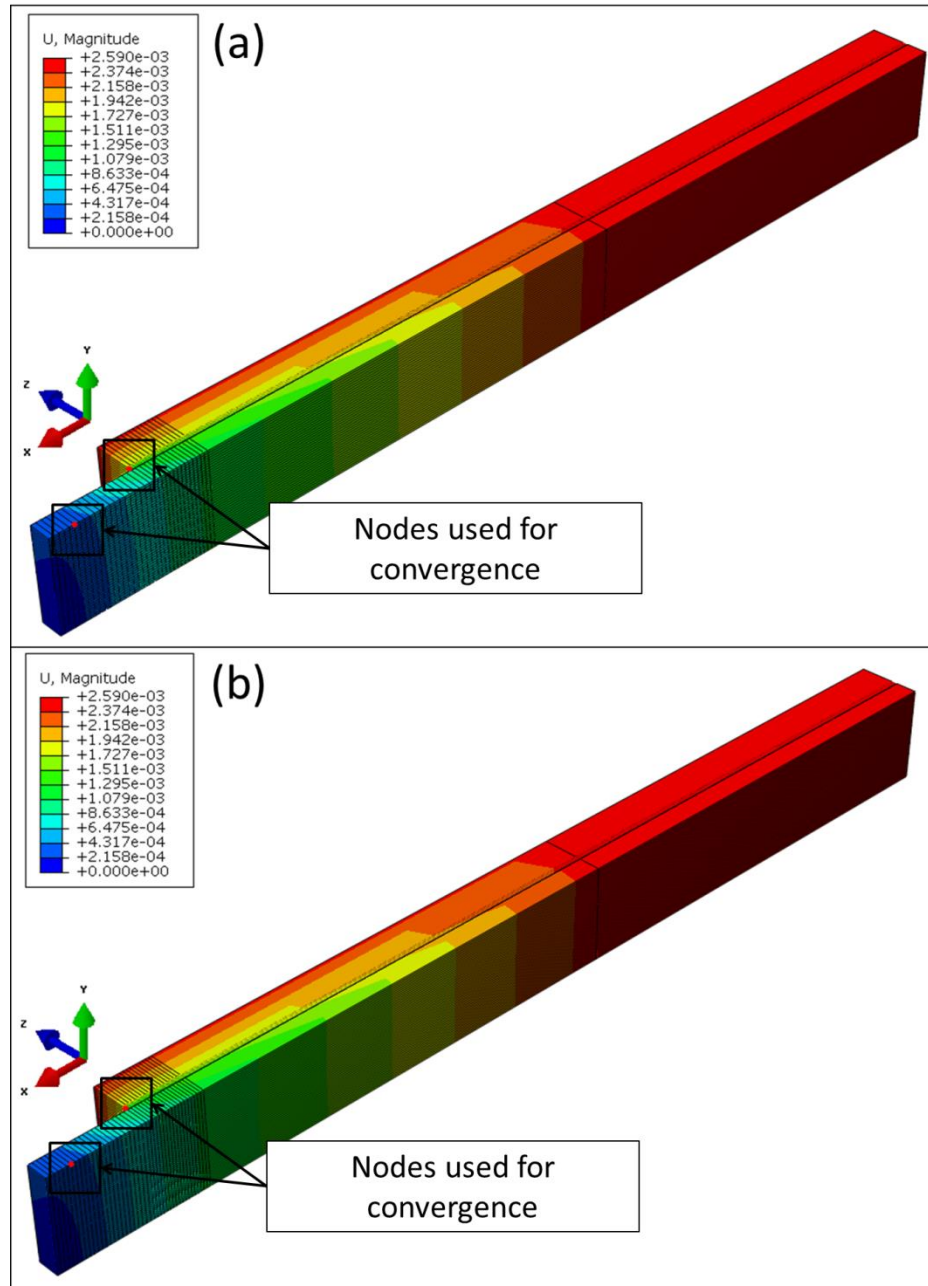 U, Magnitude
+2.590e-03
+2.374e-03
+2.158e-03
+1.942e-03
+1.727e-03
+1.511e-03
+1.295e-03
+1.079e-03
+8.633e-04
+6.475e-04
+4.317e-04
+2.158e-04
+0.000e+00
(a)
Y
Z
X
Nodes used for
convergence
U, Magnitude
+2.590e-03
+2.374e-03
+2.158e-03
+1.942e-03
+1.727e-03
+1.511e-03
+1.295e-03
+1.079e-03
+8.633e-04
+6.475e-04
+4.317e-04
+2.158e-04
+0.000e+00
(b)
Y
Z
X
Nodes used for
convergence